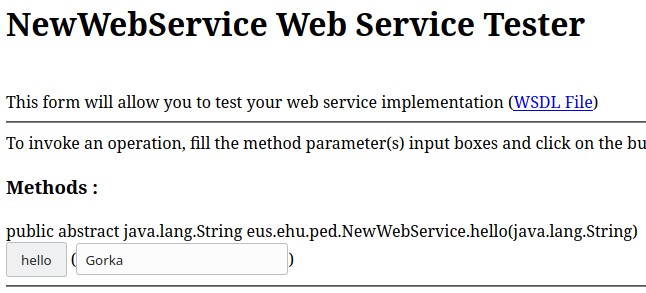 NewWebService Web Service Tester
This form will allow you to test your web service implementation (WSDL File)
To invoke an operation, fill the method parameter(s) input boxes and click on the bu
Methods :
public abstract java.lang.String eus.ehu.ped.NewWebService.hello(java.lang.String)
hello (Gorka)